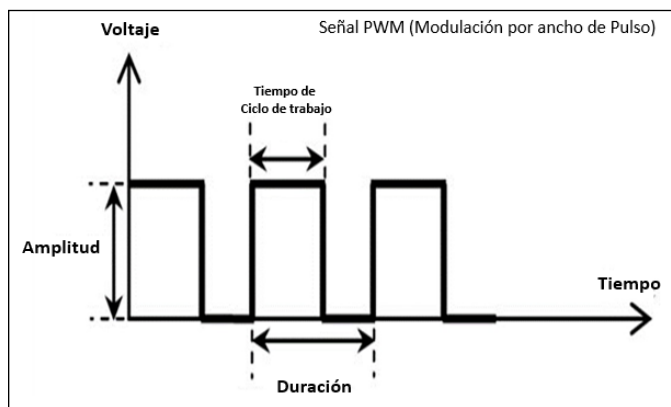 Señal PWM (Modulación por ancho de Pulso)
Voltaje
Tiempo de
Ciclo de trabajo
Amplitud
Tiempo
Duración